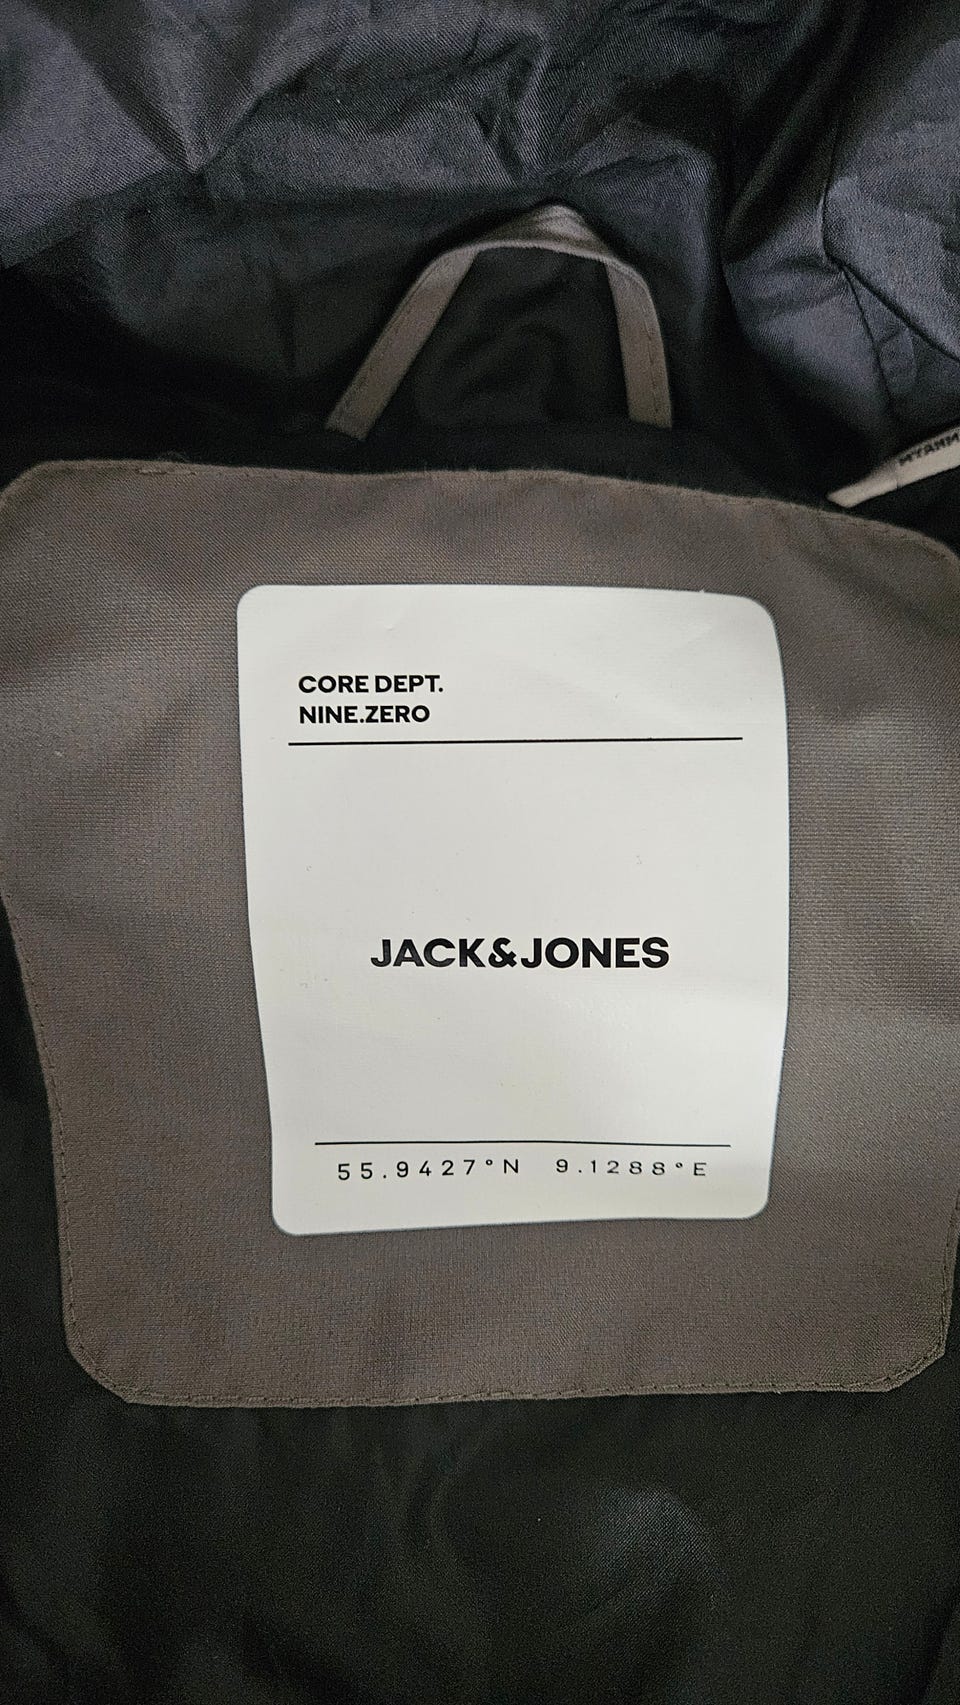 CORE DEPT.
NINE.ZERO
JACK&JONES
55.9427°N 9.1288°E